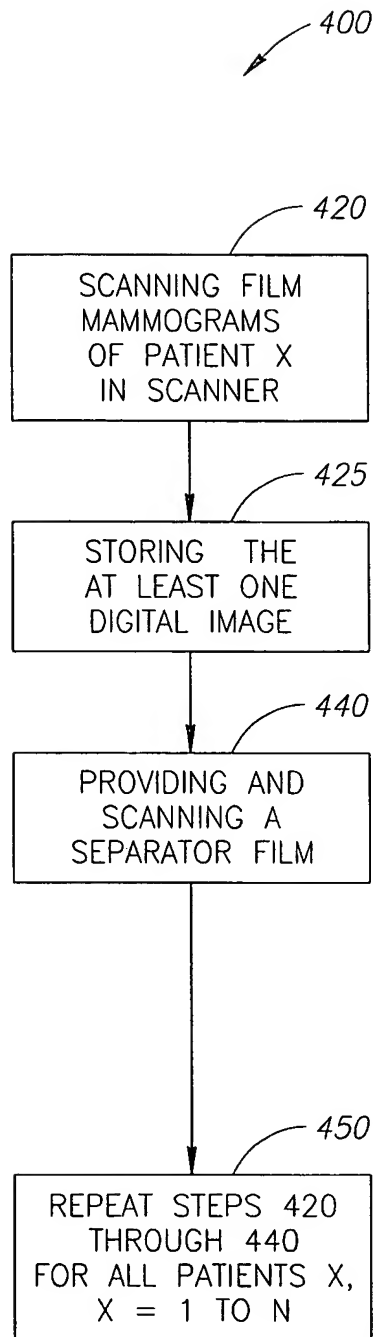 400
420
SCANNING FILM
MAMMOGRAMS
OF PATIENT X
IN SCANNER
425
STORING THE
AT LEAST ONE
DIGITAL IMAGE
440
PROVIDING AND
SCANNING A
SEPARATOR FILM
450
REPEAT STEPS 420
THROUGH 440
FOR ALL PATIENTS X,
X = 1 TO N